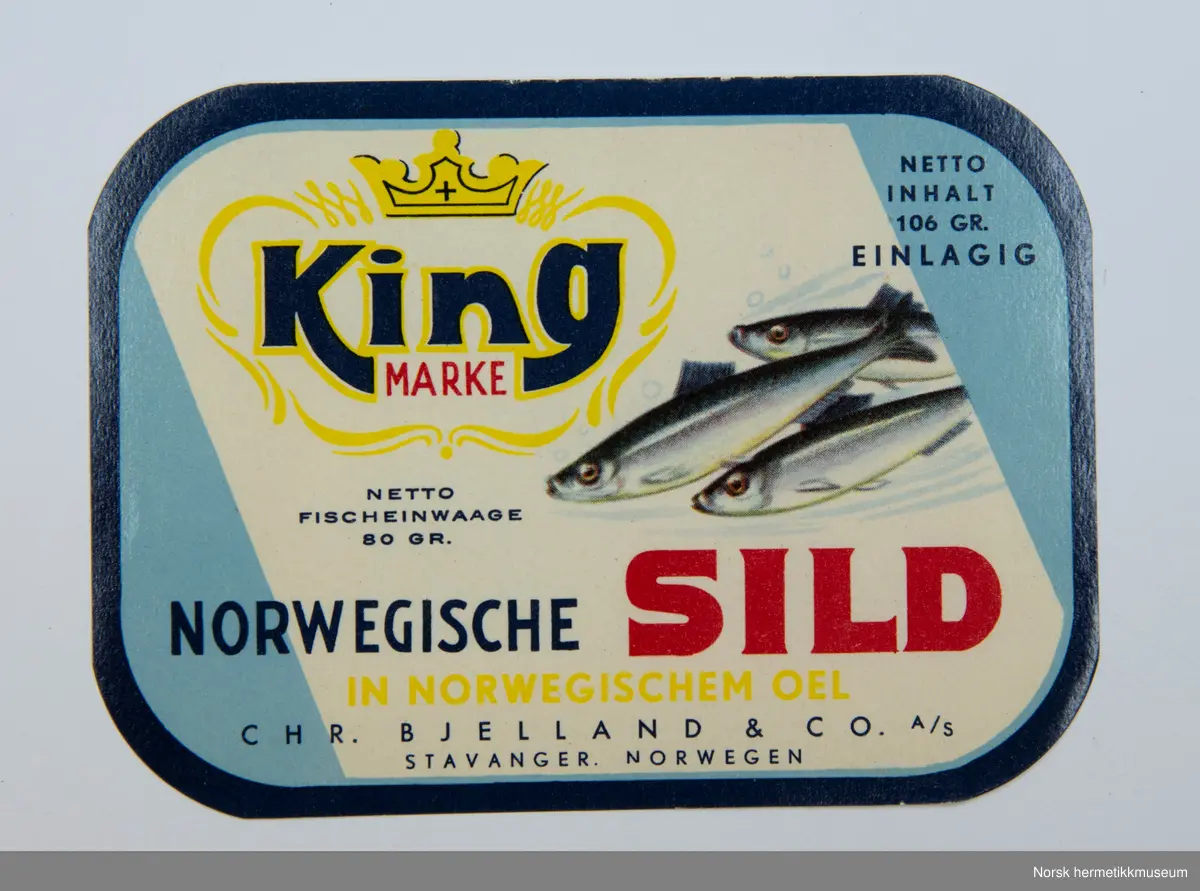 King
MARKE
NETTO
INHALT
106 GR.
EINLAGIG
NETTO
FISCHEINWAAGE
80 GR.
NORWEGISCHE SILD
IN NORWEGISCHEM OEL
CHR. BJELLAND & CO. A/S
STAVANGER. NORWEGEN
Norsk hermetikkmuseum